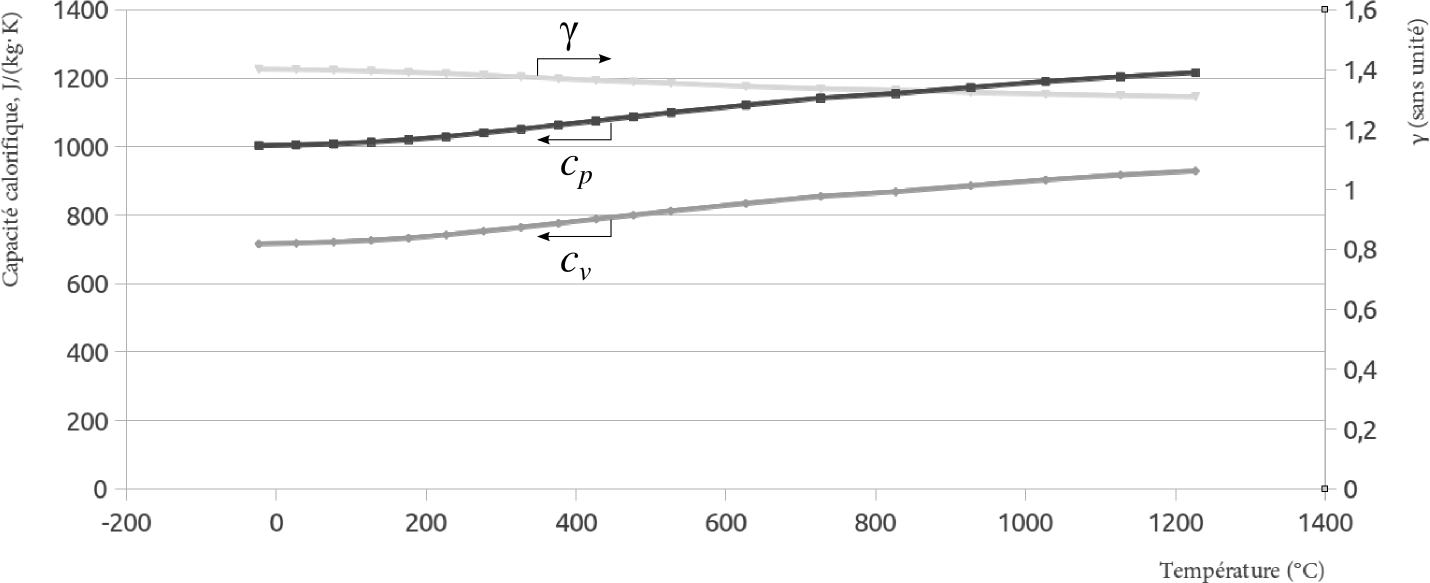 Capacité calorifique, J/(kg·K)
1400
1200
1000
800
600
400
200
0
γ
c_p
c_v
1,6
1,4
1,2
1
0,8
0,6
0,4
0,2
0
γ (sans unité)
-200 0 200 400 600 800 1000 1200 1400
Température (°C)